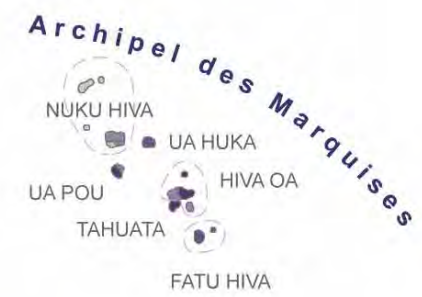 Archipel des Marquises
NUKU HIVA
UA HUKA
HIVA OA
UA POU
TAHUATA
FATU HIVA